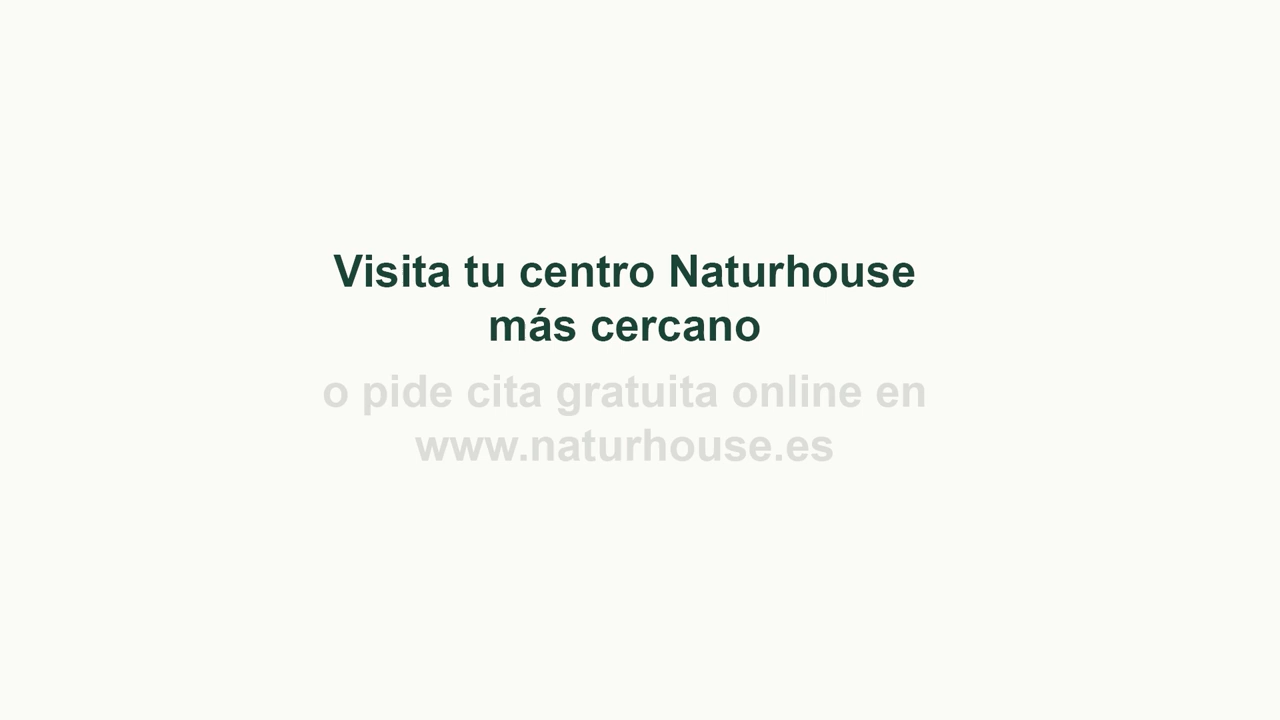 Visita tu centro Naturhouse
más cercano
o pide cita gratuita online en
www.naturhouse.es